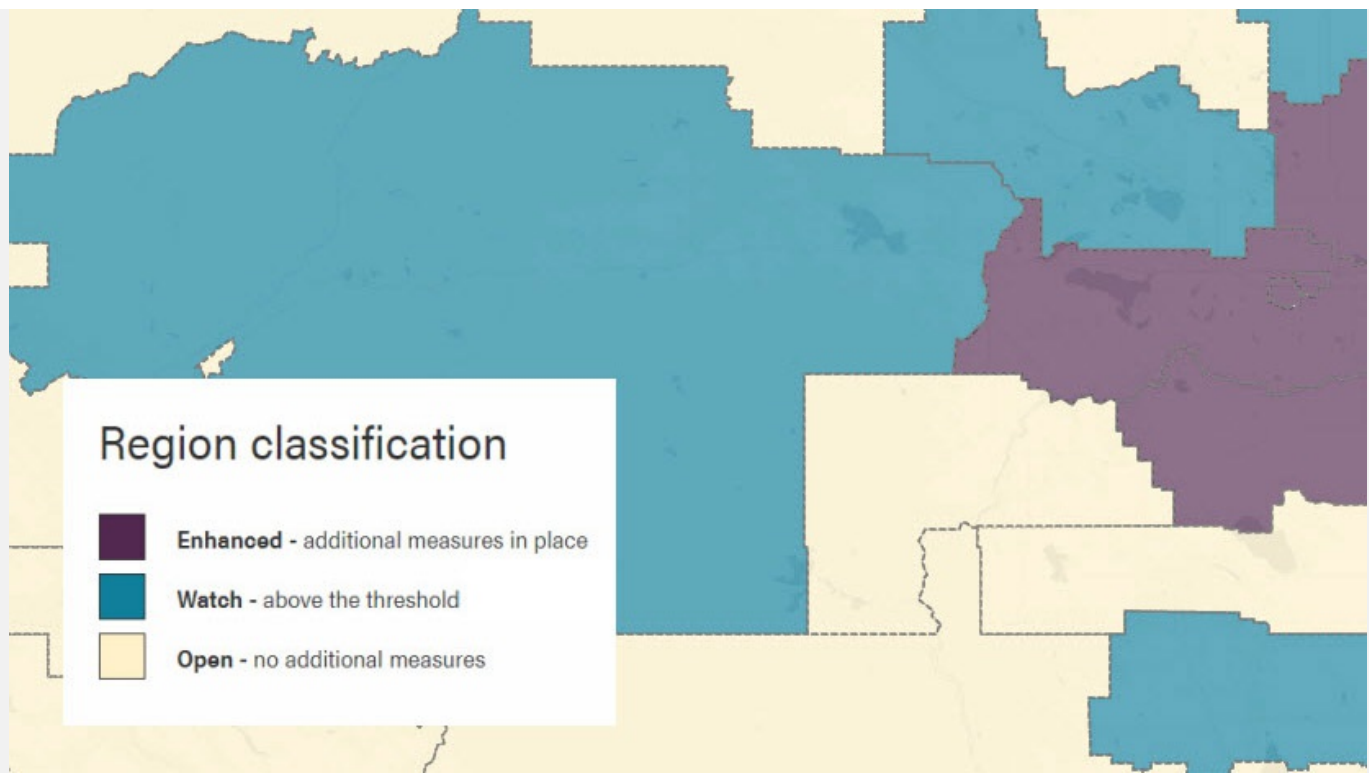 Region classification
Enhanced - additional measures in place
Watch - above the threshold
Open - no additional measures